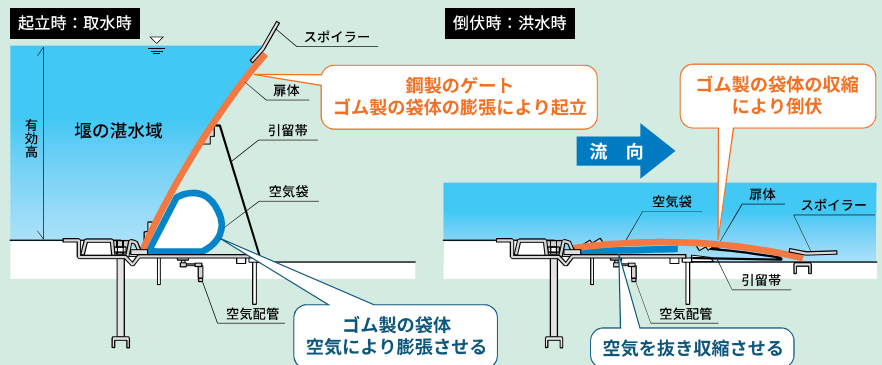 起立時：取水時
スポイラー
鋼製のゲート
ゴム製の袋体の膨張により起立
扉体
有効高
堰の湛水域
引留帯
空気袋
空気配管
ゴム製の袋体
空気により膨張させる
倒伏時：洪水時
ゴム製の袋体の収縮
により倒伏
流 向
空気袋
扉体
スポイラー
引留帯
空気配管
空気を抜き収縮させる